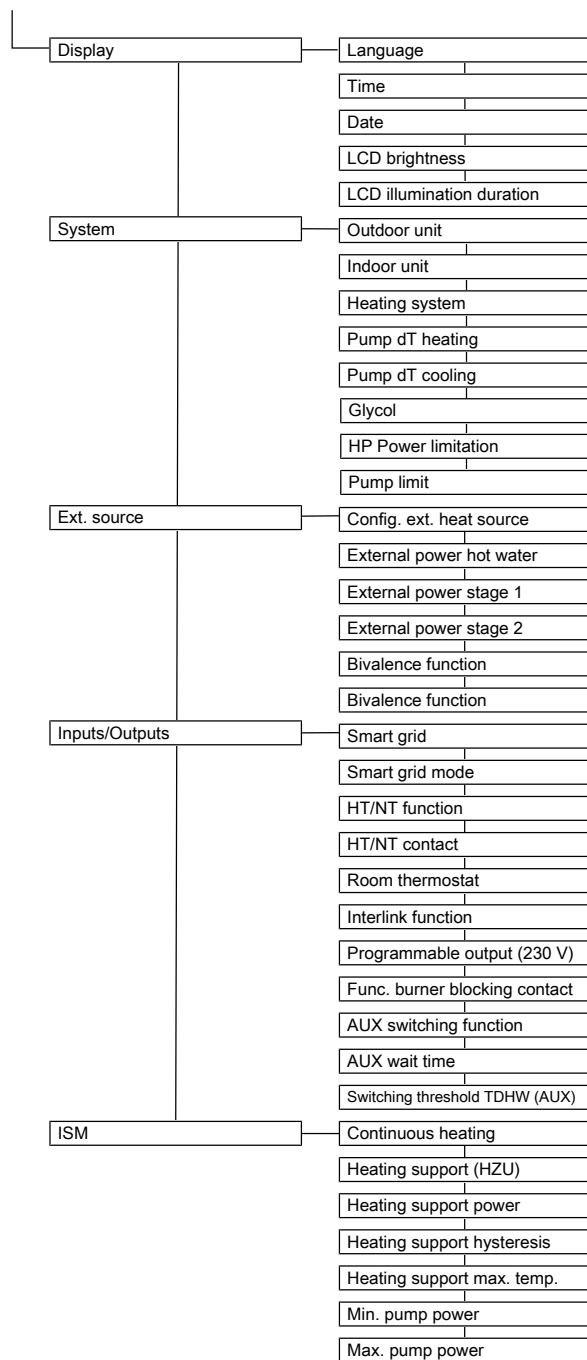 Display
Language
Time
Date
LCD brightness
LCD illumination duration
System
Outdoor unit
Indoor unit
Heating system
Pump dT heating
Pump dT cooling
Glycol
HP Power limitation
Pump limit
Ext. source
Config. ext. heat source
External power hot water
External power stage 1
External power stage 2
Bivalence function
Bivalence function
Inputs/Outputs
Smart grid
Smart grid mode
HT/NT function
HT/NT contact
Room thermostat
Interlink function
Programmable output (230 V)
Func. burner blocking contact
AUX switching function
AUX wait time
Switching threshold TDHW (AUX)
ISM
Continuous heating
Heating support (HZU)
Heating support power
Heating support hysteresis
Heating support max. temp.
Min. pump power
Max. pump power